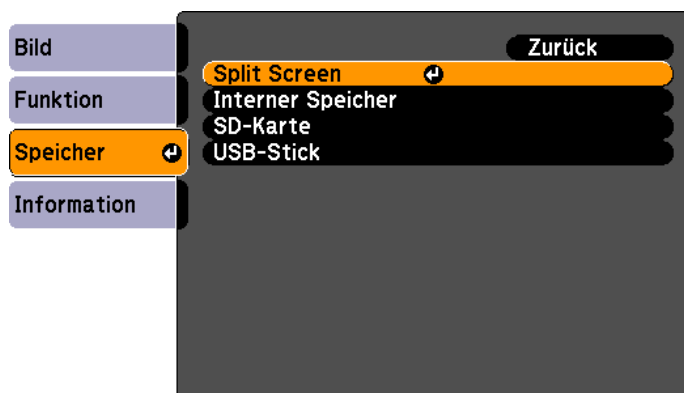 Bild
Funktion
Speicher
Information
Zurück
Split Screen
Interner Speicher
SD-Karte
USB-Stick